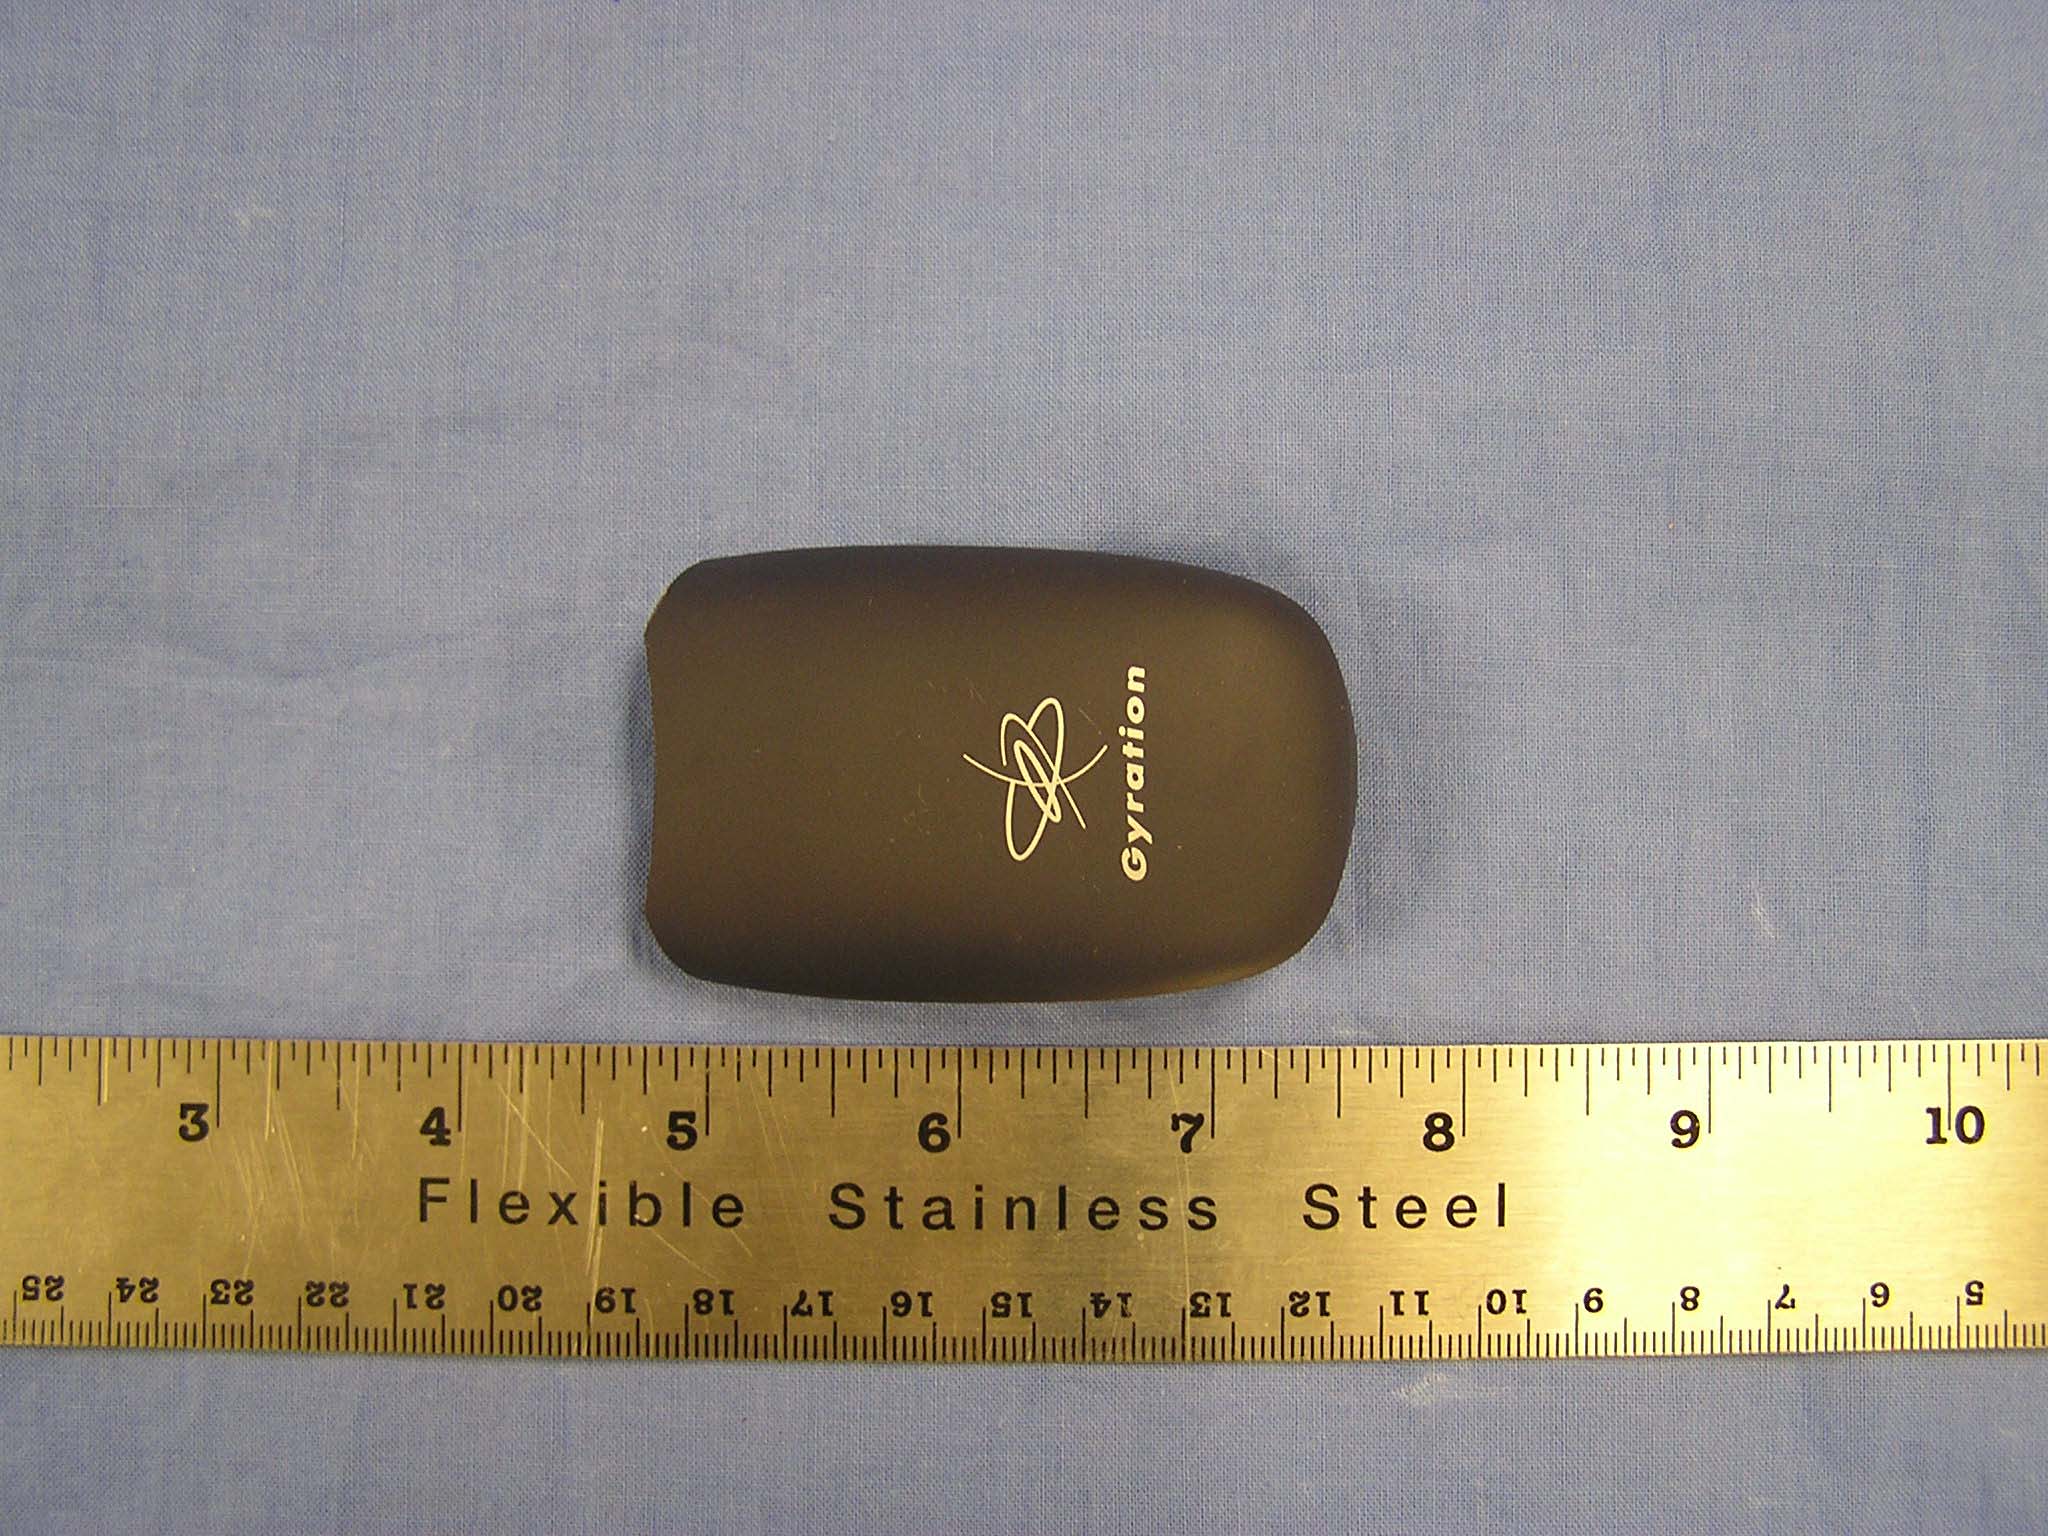 Gyration
3 4 5 6 7 8 9 10
Flexible Stainless Steel
25 24 23 22 21 20 19 18 17 16 15 14 13 12 11 10 9 8 7 6 5